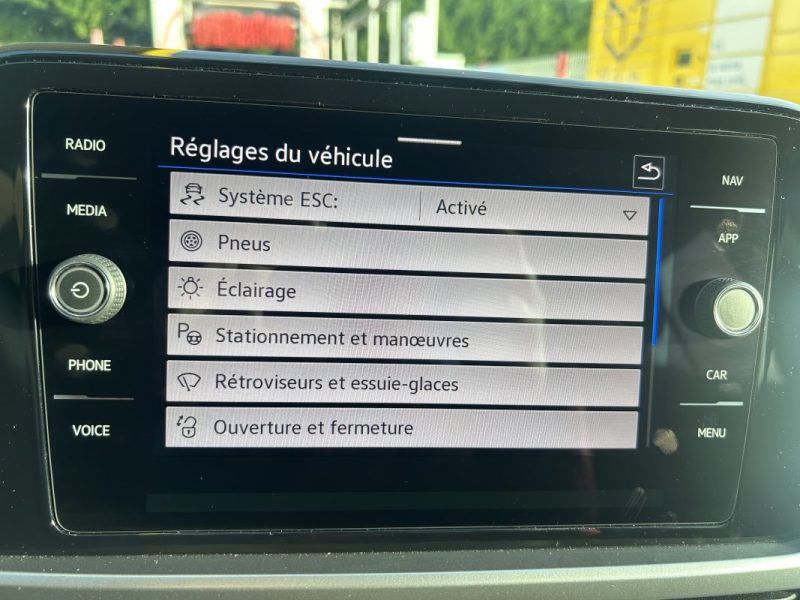 RADIO
MEDIA
PHONE
VOICE
Réglages du véhicule
Système ESC: Activé
Pneus
Éclairage
P Stationnement et manœuvres
Rétroviseurs et essuie-glaces
Ouverture et fermeture
NAV
APP
CAR
MENU